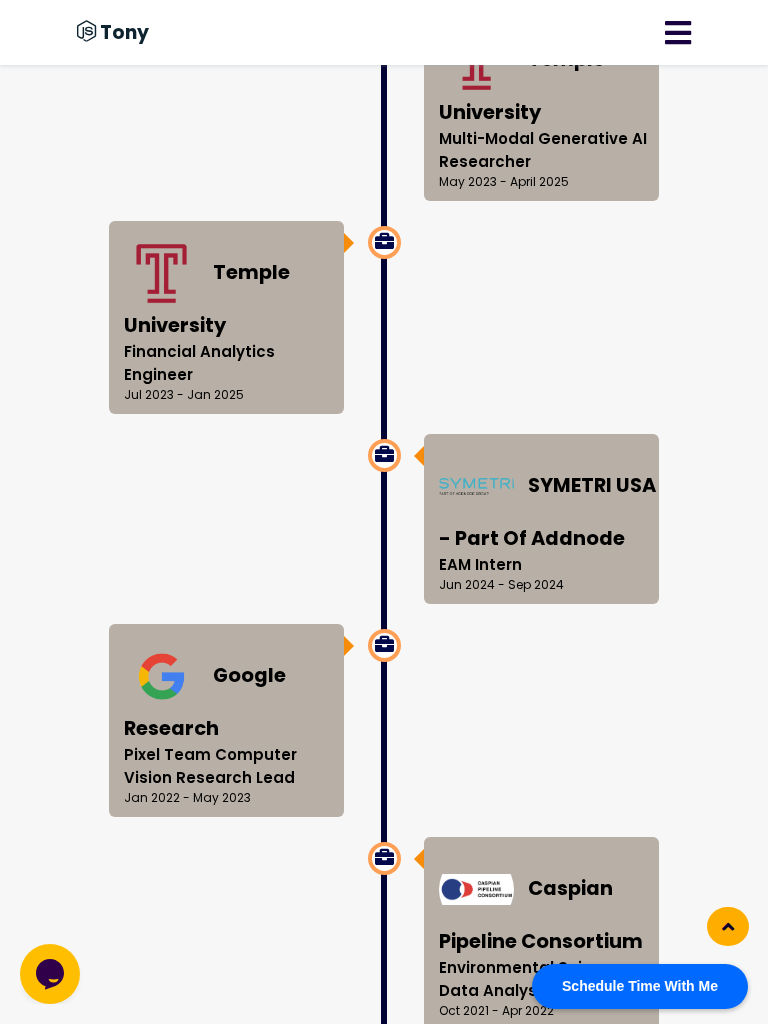 Tony
University
Multi-Modal Generative AI
Researcher
May 2023 - April 2025
Temple
University
Financial Analytics
Engineer
Jul 2023 - Jan 2025
SYMETRI
SYMETRI USA
- Part Of Addnode
EAM Intern
Jun 2024 - Sep 2024
Google
Research
Pixel Team Computer
Vision Research Lead
Jan 2022 - May 2023
CASPIAN
PIPELINE
CONSORTIUM
Caspian
Pipeline Consortium
Environmental
Data Analys
Oct 2021 - Apr 2022
Schedule Time With Me